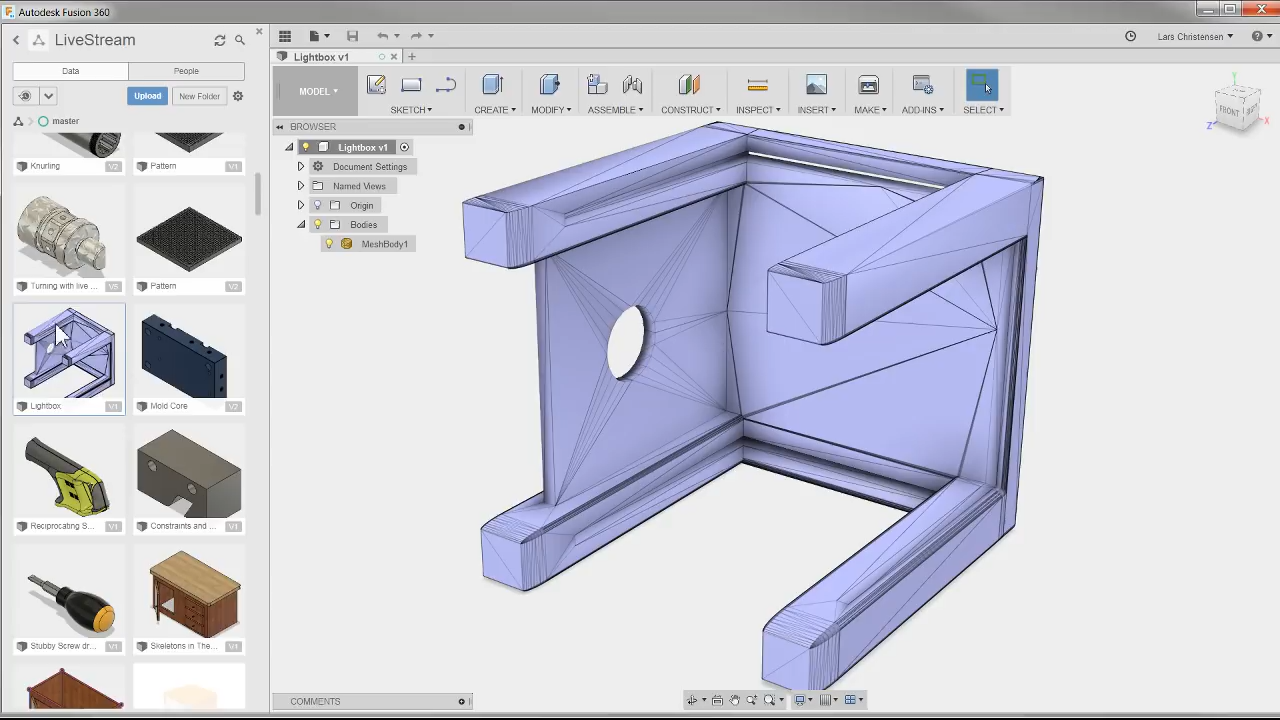 Autodesk Fusion 360
LiveStream
Data
People
Upload
New Folder
master
Knurling
V2
Pattern
V1
Turning with live ...
V5
Pattern
V2
Lightbox
V1
Mold Core
V2
Reciprocating S...
V1
Constraints and ...
V1
Stubby Screw dr...
V1
Skeletons in The...
V1
Lars Christensen
Lightbox v1
MODEL
SKETCH
CREATE
MODIFY
ASSEMBLE
CONSTRUCT
INSPECT
INSERT
MAKE
ADD-INS
SELECT
BROWSER
Lightbox v1
Document Settings
Named Views
Origin
Bodies
MeshBody1
Y
FRONT
X
Z
COMMENTS